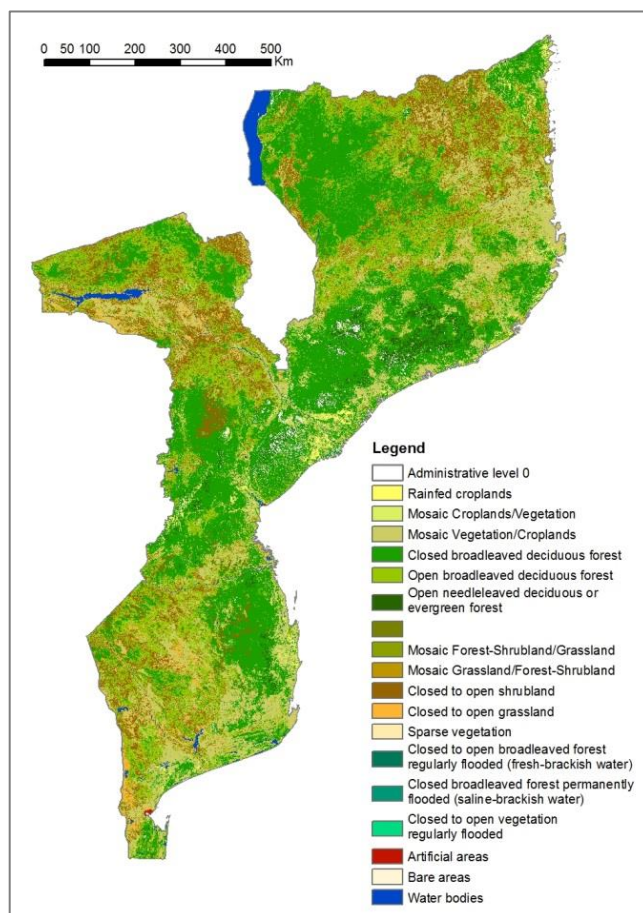 0 50 100 200 300 400 500
Km
Legend
Administrative level 0
Rainfed croplands
Mosaic Croplands/Vegetation
Mosaic Vegetation/Croplands
Closed broadleaved deciduous forest
Open broadleaved deciduous forest
Open needleleaved deciduous or
evergreen forest
Mosaic Forest-Shrubland/Grassland
Mosaic Grassland/Forest-Shrubland
Closed to open shrubland
Closed to open grassland
Sparse vegetation
Closed to open broadleaved forest
regularly flooded (fresh-brackish water)
Closed broadleaved forest permanently
flooded (saline-brackish water)
Closed to open vegetation
regularly flooded
Artificial areas
Bare areas
Water bodies